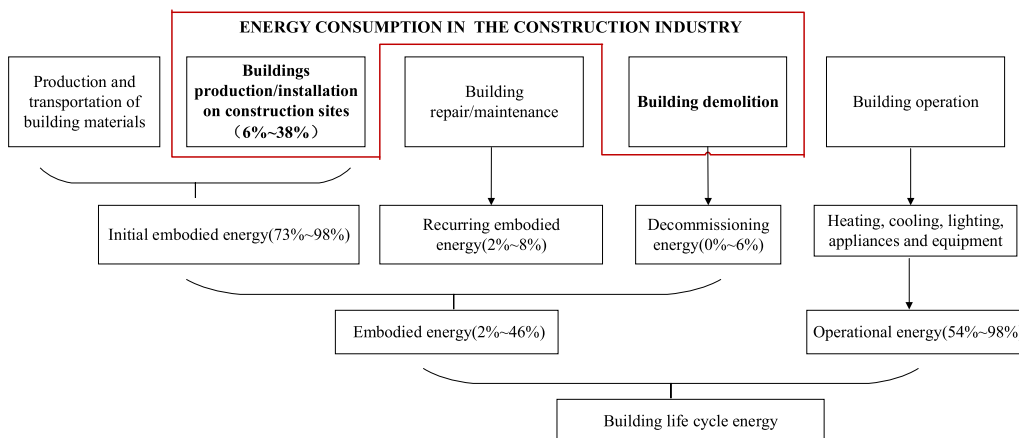 ENERGY CONSUMPTION IN THE CONSTRUCTION INDUSTRY
Production and
transportation of
building materials
Buildings
production/installation
on construction sites
（6%~38%）
Building
repair/maintenance
Building demolition
Building operation
Initial embodied energy(73%~98%)
Recurring embodied
energy(2%~8%)
Decommissioning
energy(0%~6%)
Heating, cooling, lighting,
appliances and equipment
Embodied energy(2%~46%)
Operational energy(54%~98%
Building life cycle energy